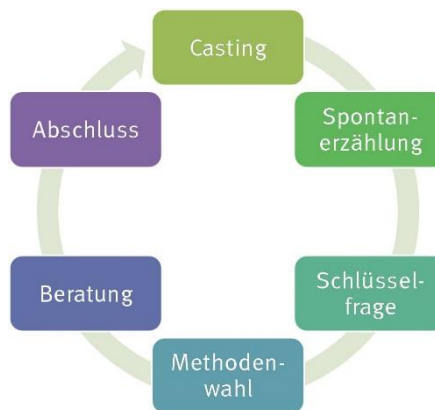 Casting
Spontan-
erzählung
Schlüssel-
frage
Methoden-
wahl
Beratung
Abschluss